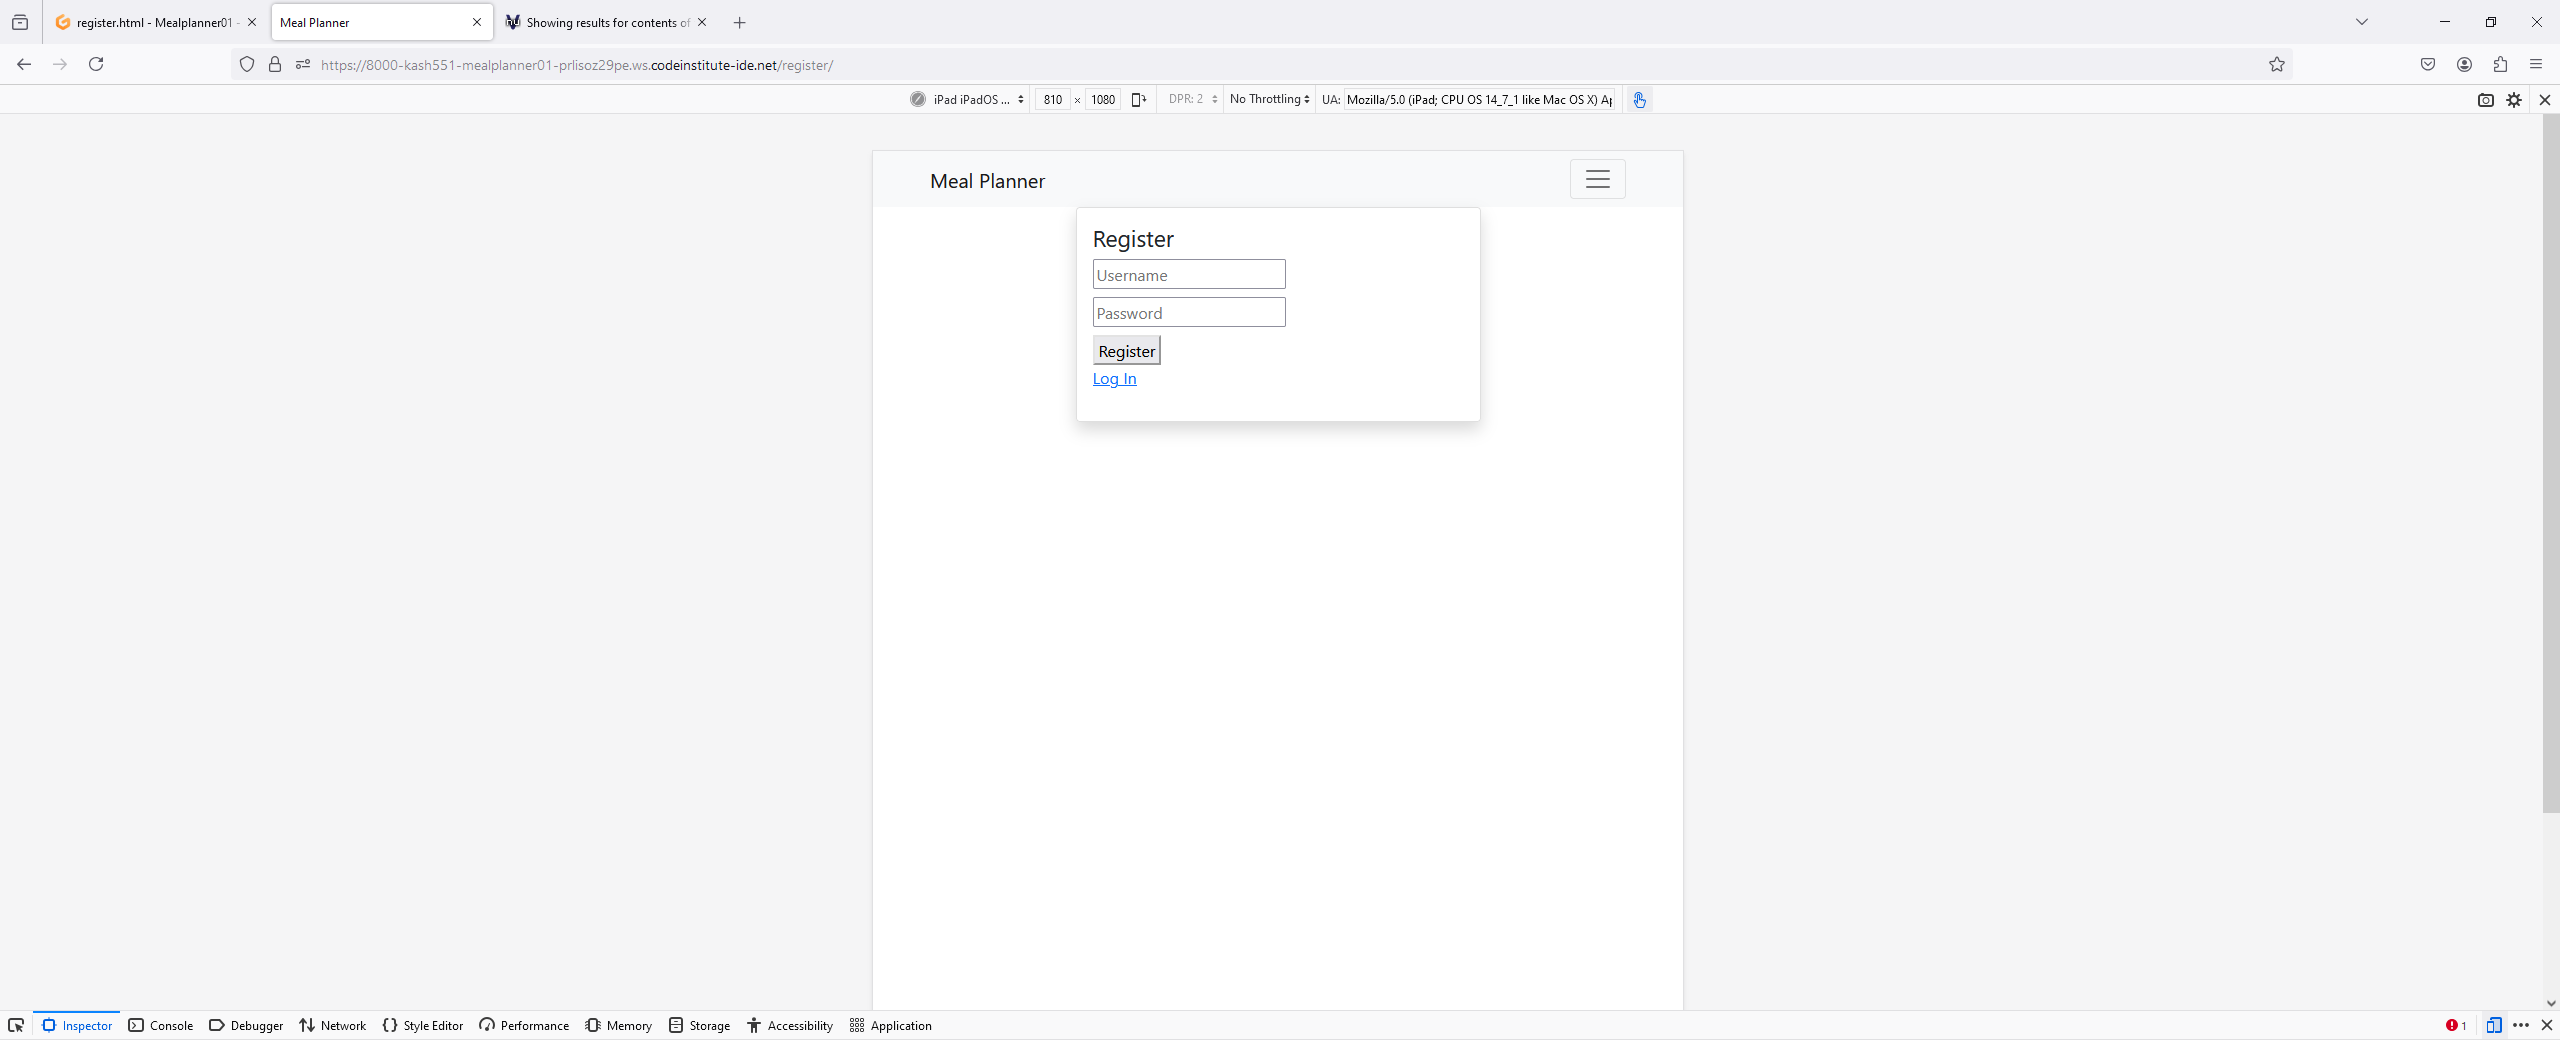 register.html - Mealplanner01 -
Meal Planner
Showing results for contents of
https://8000-kash551-mealplanner01-prlisoz29pe.ws.codeinstitute-ide.net/register/
iPad iPadOS ... 810 × 1080 DPR: 2 No Throttling UA: Mozilla/5.0 (iPad; CPU OS 14_7_1 like Mac OS X) Ap
Meal Planner
Register
Username
Password
Register
Log In
Inspector Console Debugger Network Style Editor Performance Memory Storage Accessibility Application 1